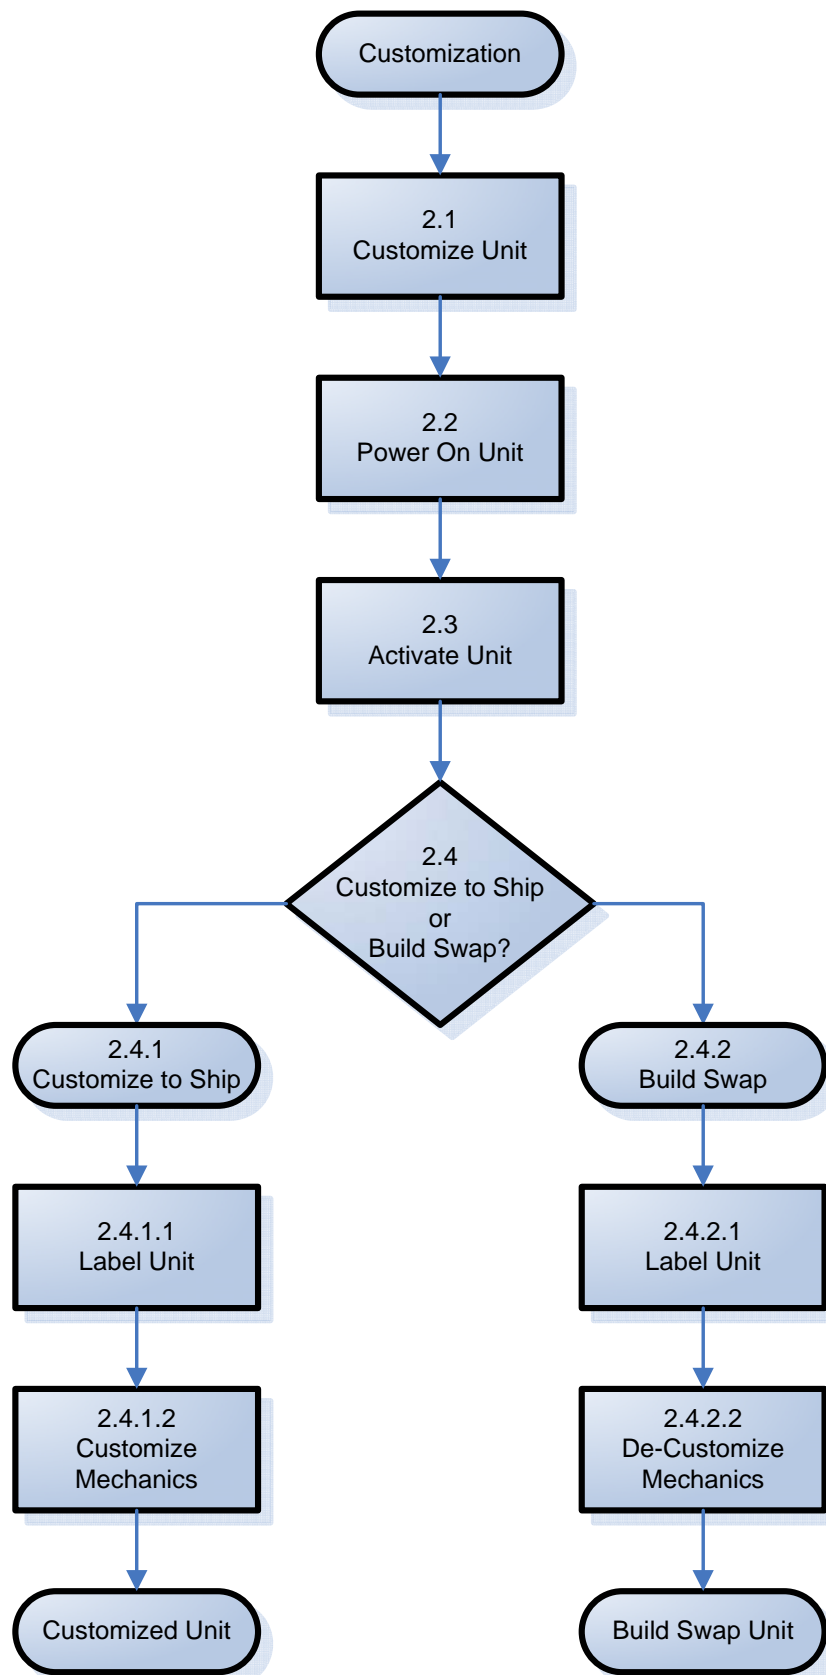 Customization
2.1
Customize Unit
2.2
Power On Unit
2.3
Activate Unit
2.4
Customize to Ship
or
Build Swap?
2.4.1
Customize to Ship
2.4.2
Build Swap
2.4.1.1
Label Unit
2.4.2.1
Label Unit
2.4.1.2
Customize
Mechanics
2.4.2.2
De-Customize
Mechanics
Customized Unit
Build Swap Unit